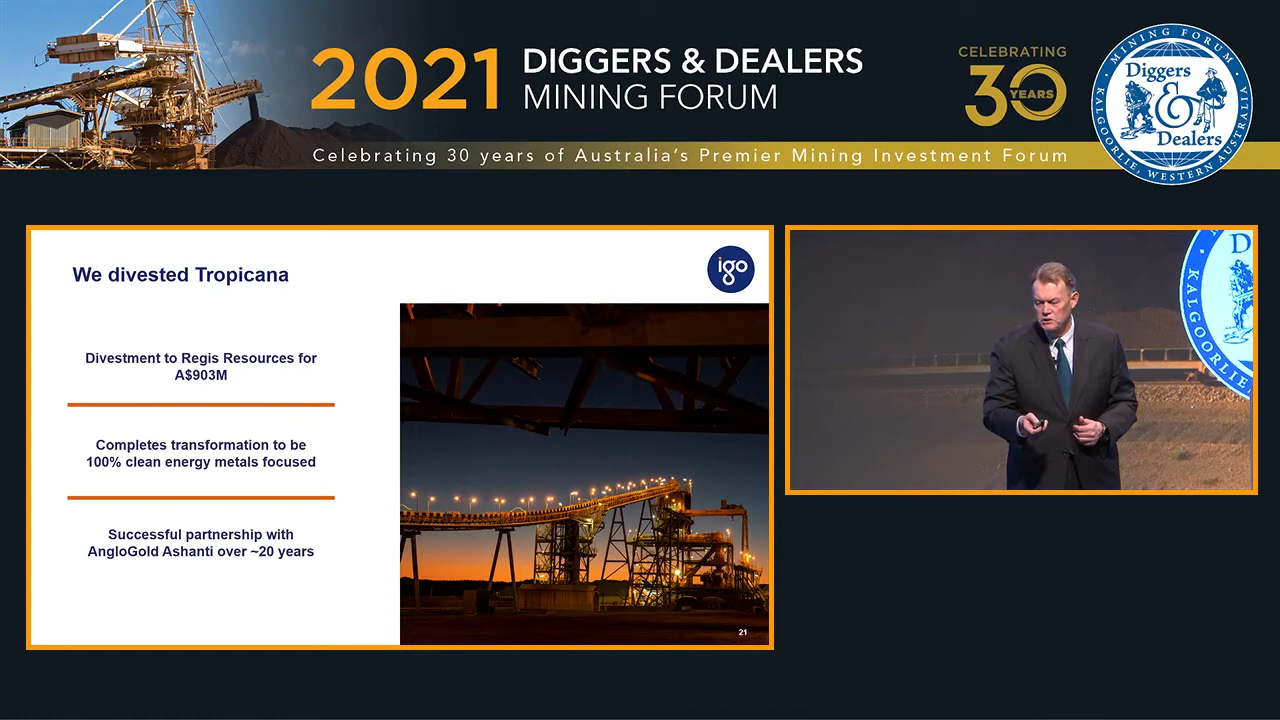 2021 DIGGERS & DEALERS
MINING FORUM
CELEBRATING
30 YEARS
Celebrating 30 years of Australia's Premier Mining Investment Forum
MINING FORUM
Diggers
&
Dealers
KALGOORLIE, WESTERN AUSTRALIA
We divested Tropicana
igo
Divestment to Regis Resources for
A$903M
Completes transformation to be
100% clean energy metals focused
Successful partnership with
AngloGold Ashanti over ~20 years
21
D
KALGOORLIE